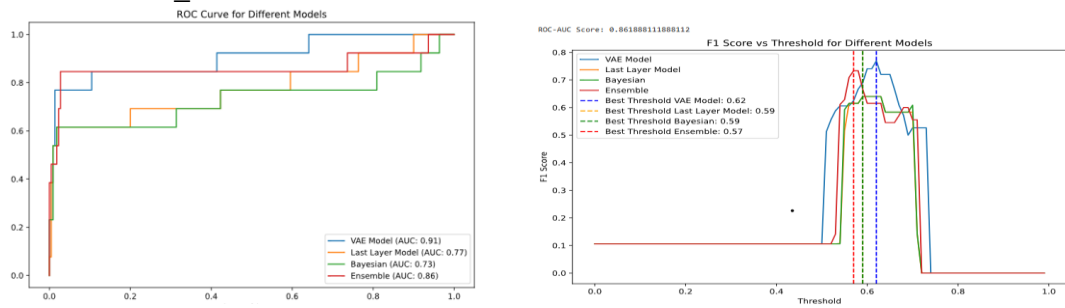 ROC Curve for Different Models
1.0
0.8
0.6
0.4
0.2
0.0
VAE Model (AUC: 0.91)
Last Layer Model (AUC: 0.77)
Bayesian (AUC: 0.73)
Ensemble (AUC: 0.86)
0.0 0.2 0.4 0.6 0.8 1.0
ROC-AUC Score: 0.861888111888112
F1 Score vs Threshold for Different Models
0.8
0.7
0.6
0.5
0.4
0.3
0.2
0.1
0.0
F1 Score
VAE Model
Last Layer Model
Bayesian
Ensemble
Best Threshold VAE Model: 0.62
Best Threshold Last Layer Model: 0.59
Best Threshold Bayesian: 0.59
Best Threshold Ensemble: 0.57
0.0 0.2 0.4 0.6 0.8 1.0
Threshold